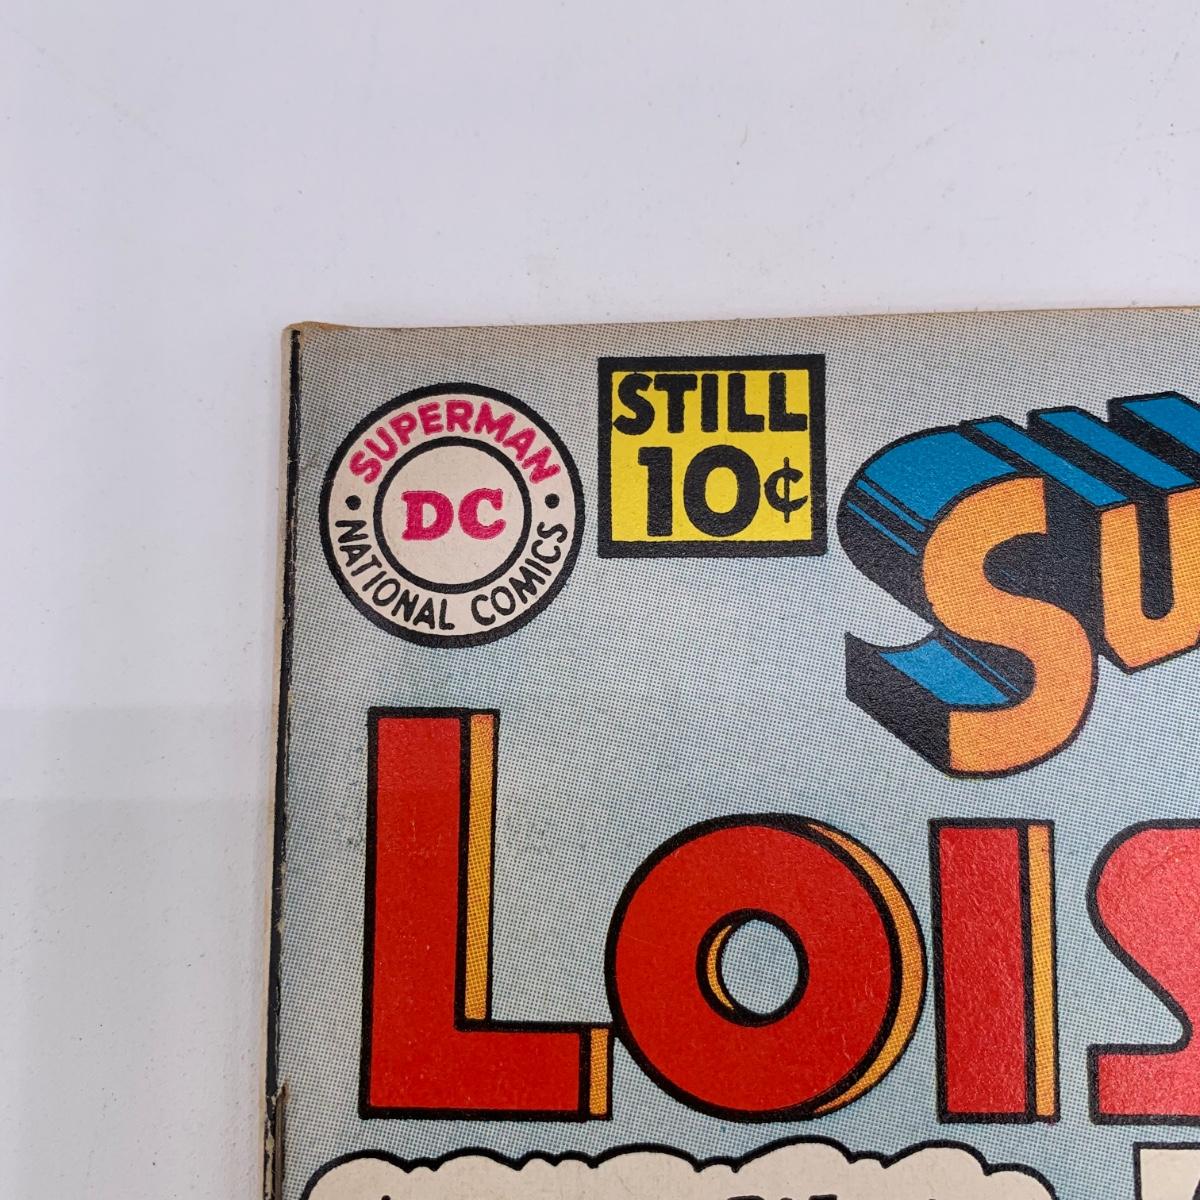 SUPERMAN
DC
• NATIONAL COMICS •
STILL
10¢
SU
LOIS